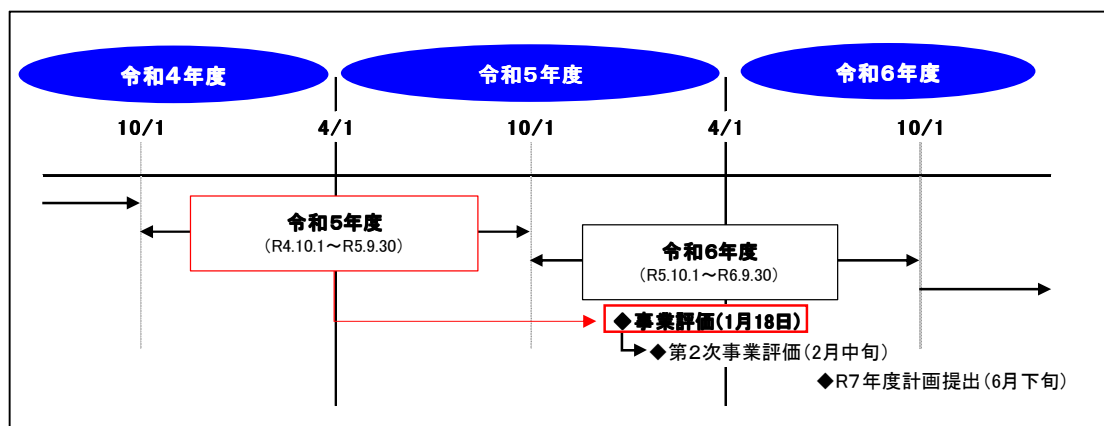 令和4年度
令和5年度
令和6年度
10/1
4/1
10/1
4/1
10/1
令和5年度
（R4.10.1～R5.9.30）
令和6年度
（R5.10.1～R6.9.30）
◆事業評価（1月18日）
◆第2次事業評価（2月中旬）
◆R7年度計画提出（6月下旬）